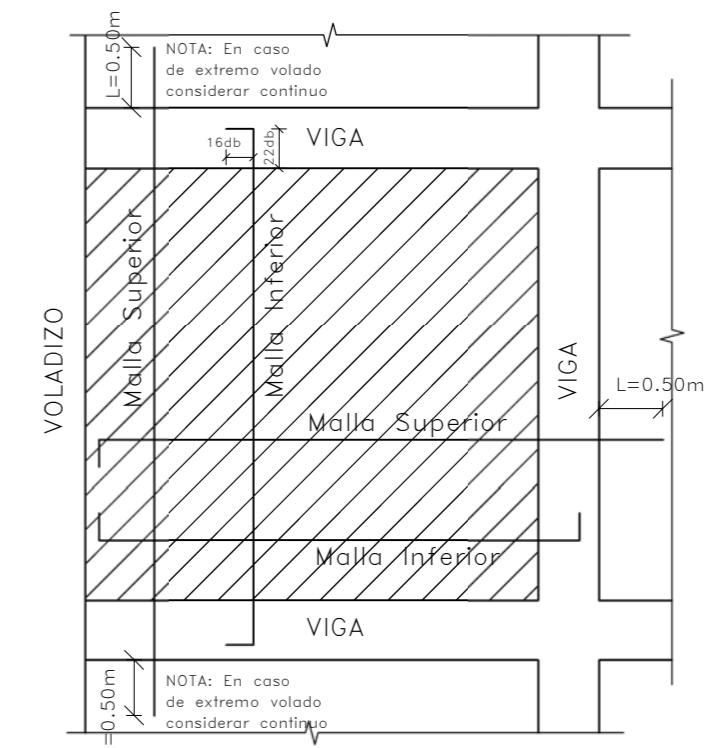 L=0.50m
NOTA: En caso
de extremo volado
considerar continuo
16db
22db
VIGA
Malla Superior
Malla Inferior
VOLADIZO
VIGA
L=0.50m
Malla Superior
Malla Inferior
VIGA
=0.50m
NOTA: En caso
de extremo volado
considerar continuo